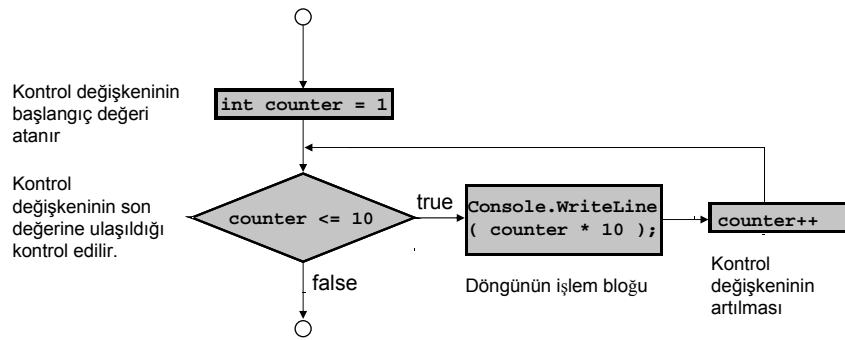 Kontrol değişkeninin
başlangıç değeri
atanır
int counter = 1
Kontrol
değişkeninin son
değerine ulaşıldığı
kontrol edilir.
counter <= 10
true
Console.WriteLine
( counter * 10 );
counter++
false
Döngünün işlem bloğu
Kontrol
değişkeninin
artılması